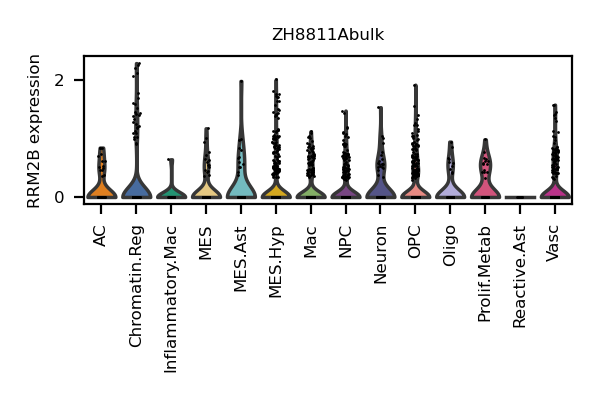 ZH8811Abulk
RRM2B expression
2
0
AC
Chromatin.Reg
Inflammatory.Mac
MES
MES.Ast
MES.Hyp
Mac
NPC
Neuron
OPC
Oligo
Prolif.Metab
Reactive.Ast
Vasc